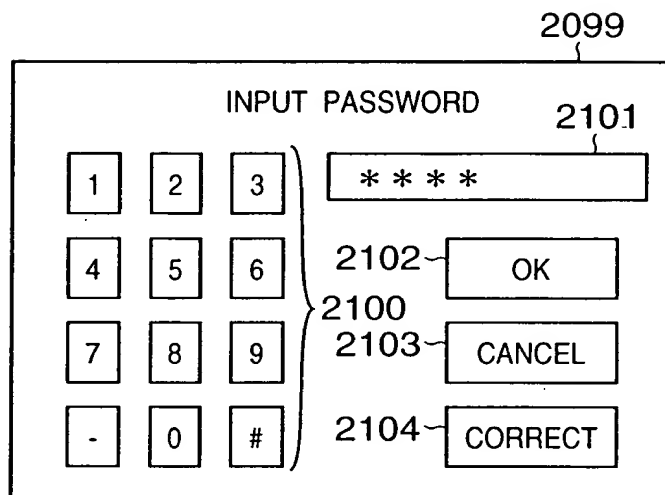 2099
INPUT PASSWORD
2101
1 2 3
* * * *
4 5 6
2102
OK
2100
7 8 9
2103
CANCEL
- 0 #
2104
CORRECT